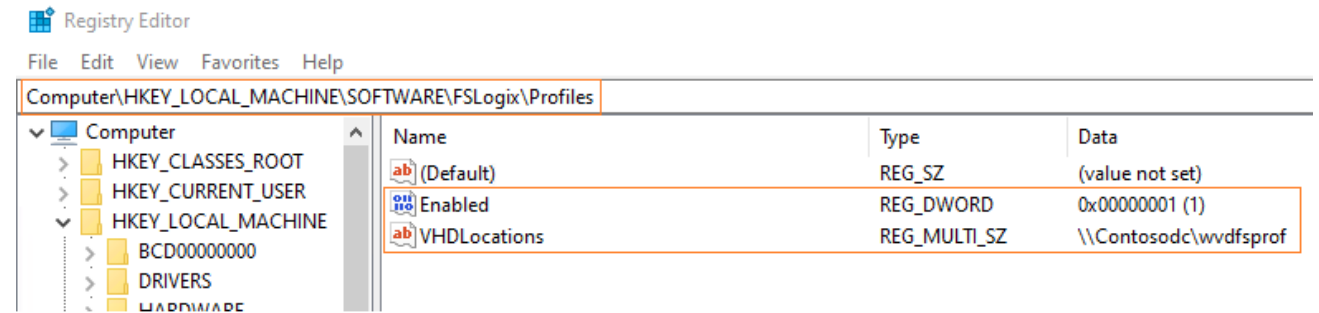 Registry Editor
File Edit View Favorites Help
Computer\HKEY_LOCAL_MACHINE\SOFTWARE\FSLogix\Profiles
Computer
HKEY_CLASSES_ROOT
HKEY_CURRENT_USER
HKEY_LOCAL_MACHINE
BCD00000000
DRIVERS
HARDWARE
Name Type Data
(Default) REG_SZ (value not set)
Enabled REG_DWORD 0x00000001 (1)
VHDLocations REG_MULTI_SZ \\Contosodc\wvdfsprof